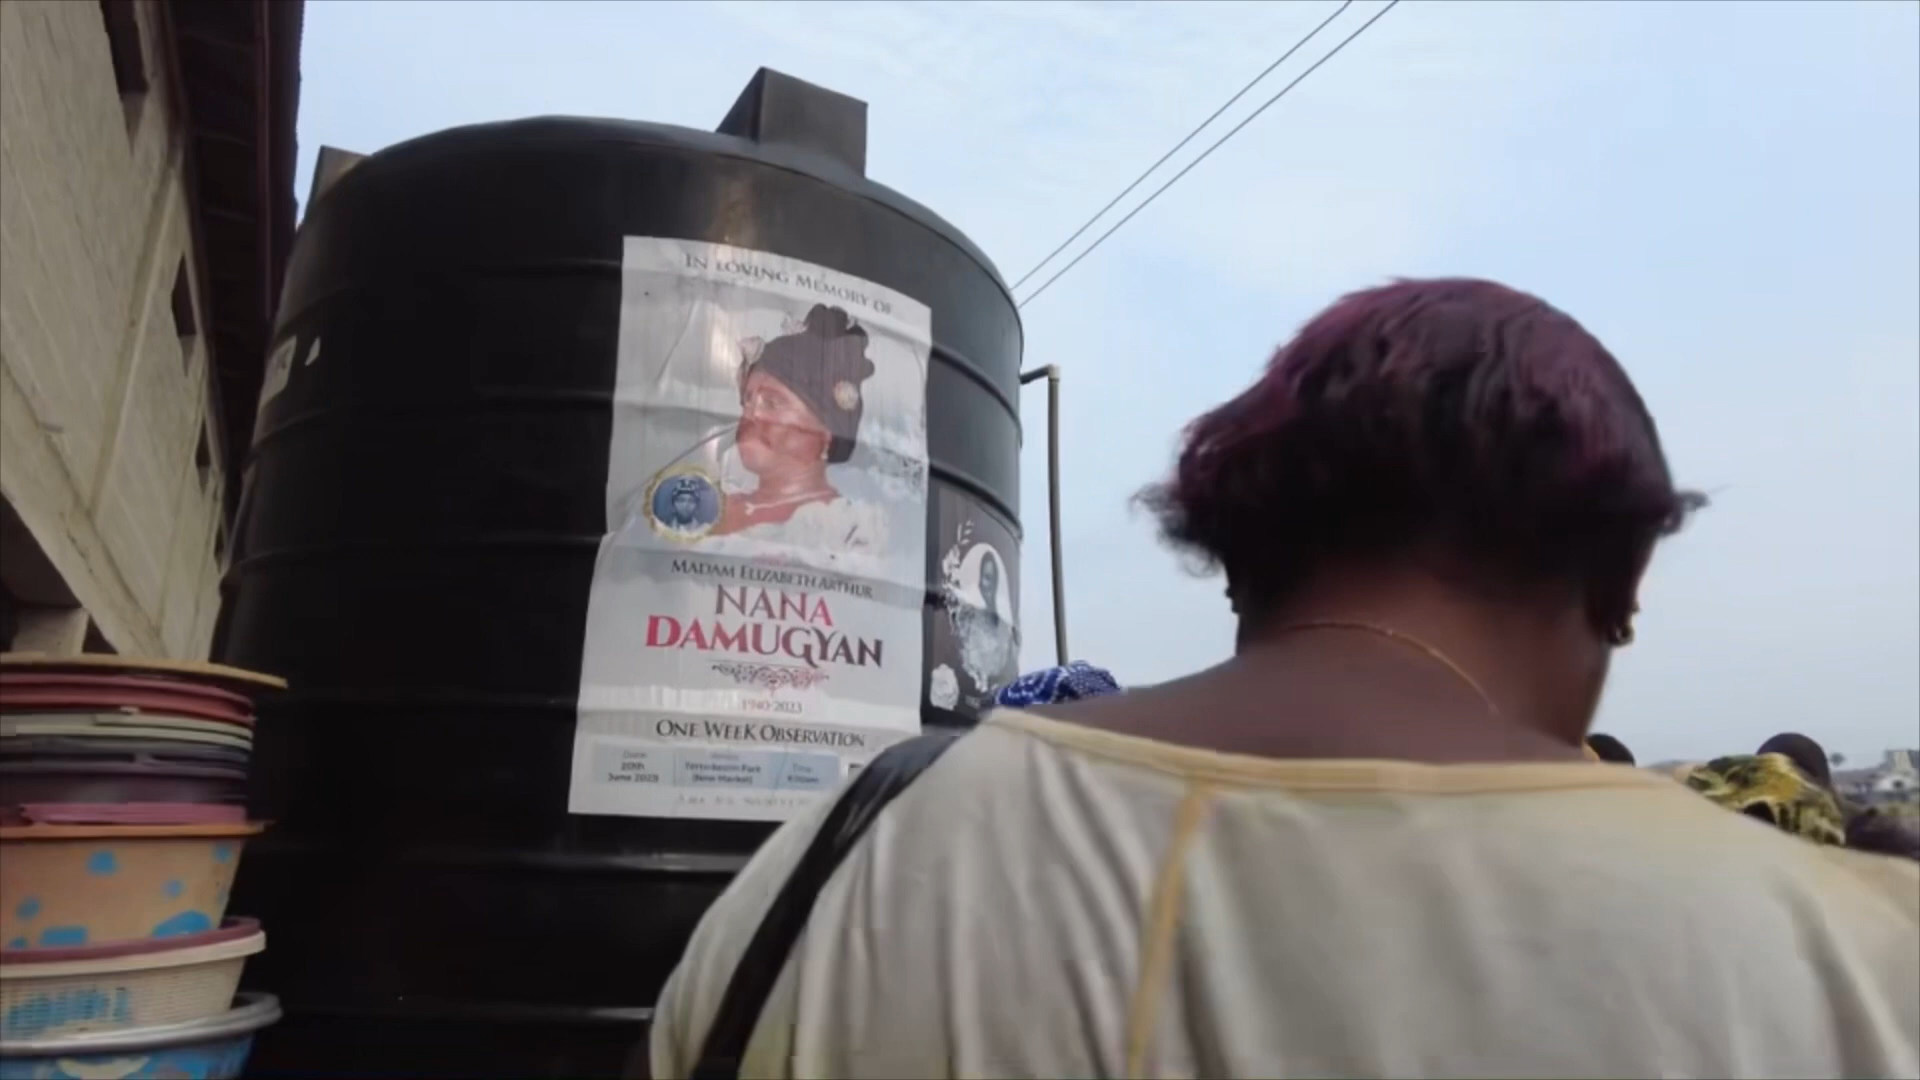 IN LOVING MEMORY OF
MADAM ELIZABETH ARTHUR
NANA
DAMUGYAN
1940-2023
ONE WEEK OBSERVATION
Date
20th
June 2023
Time
(New Market)